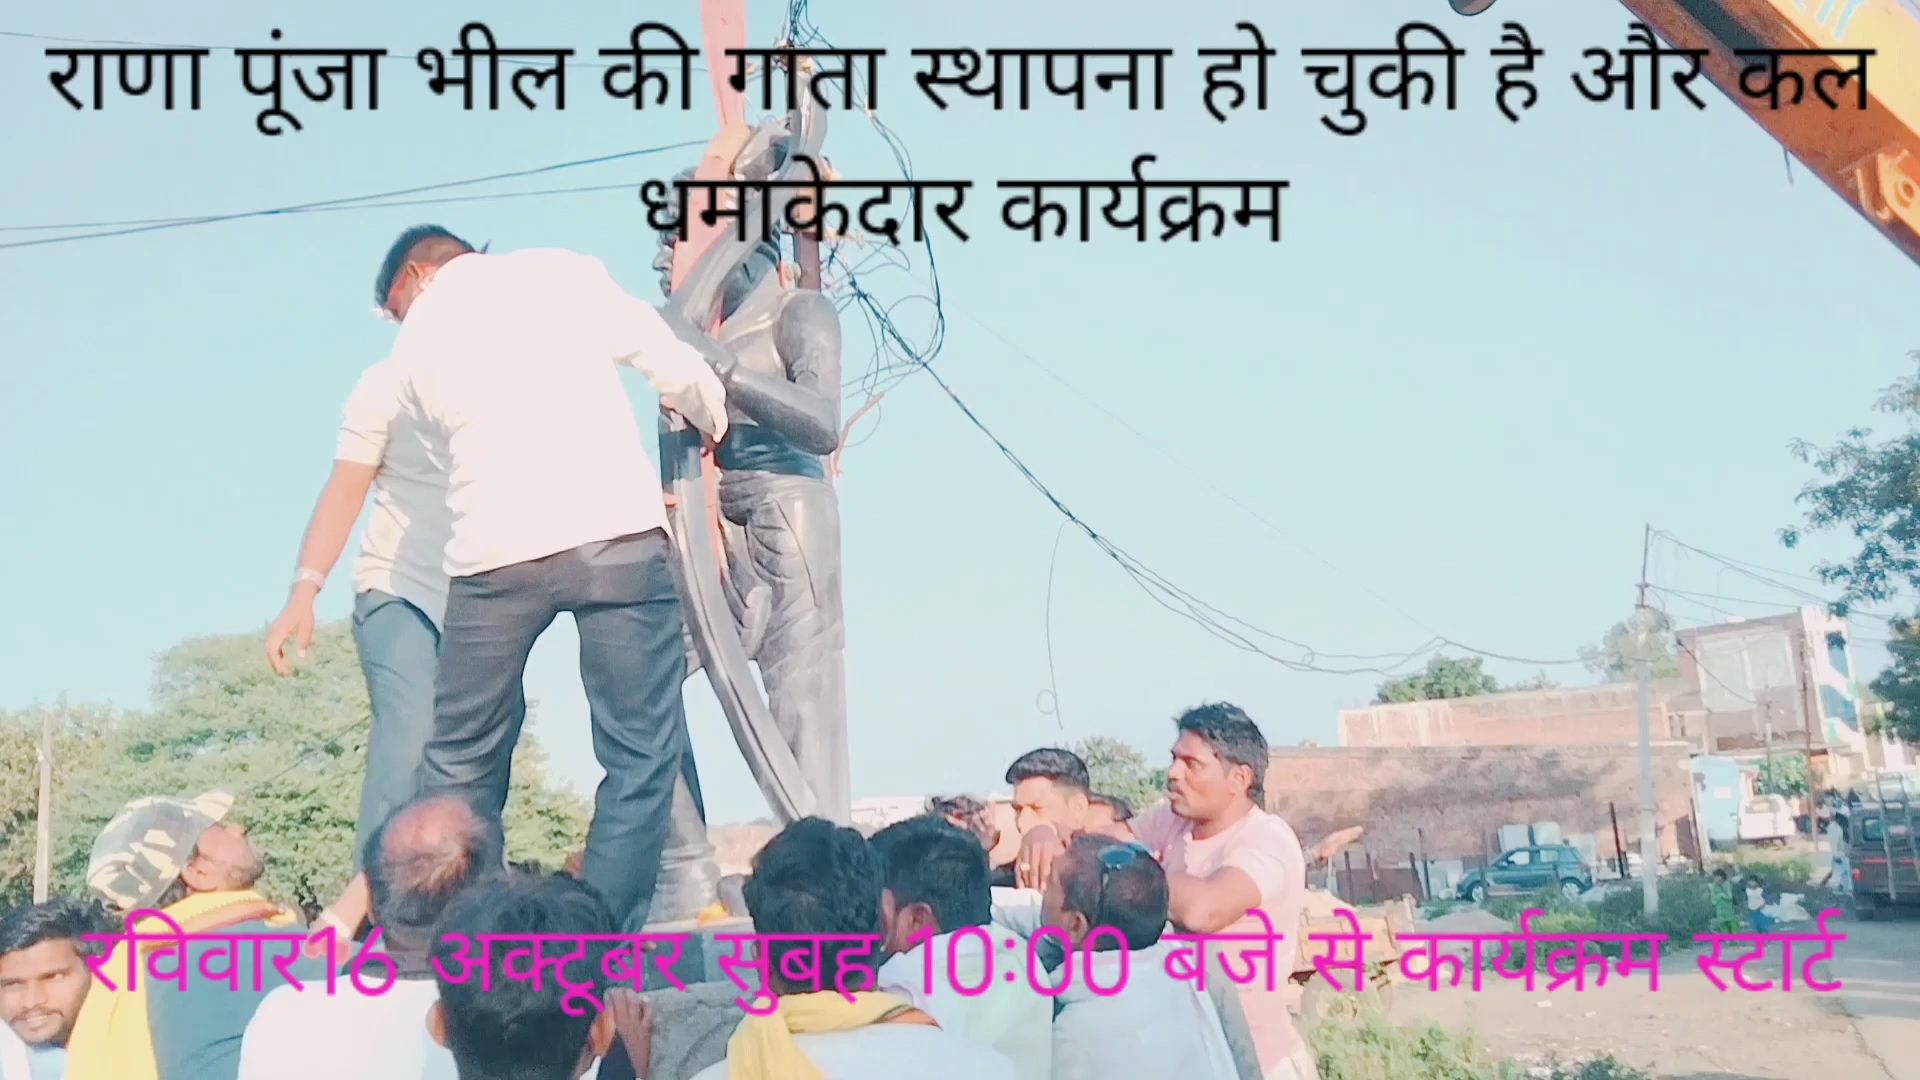 राणा पूंजा भील की गाता स्थापना हो चुकी है और कल
धमाकेदार कार्यक्रम
रविवार16 अक्टूबर सुबह 10:00 बजे से कार्यक्रम स्टार्ट